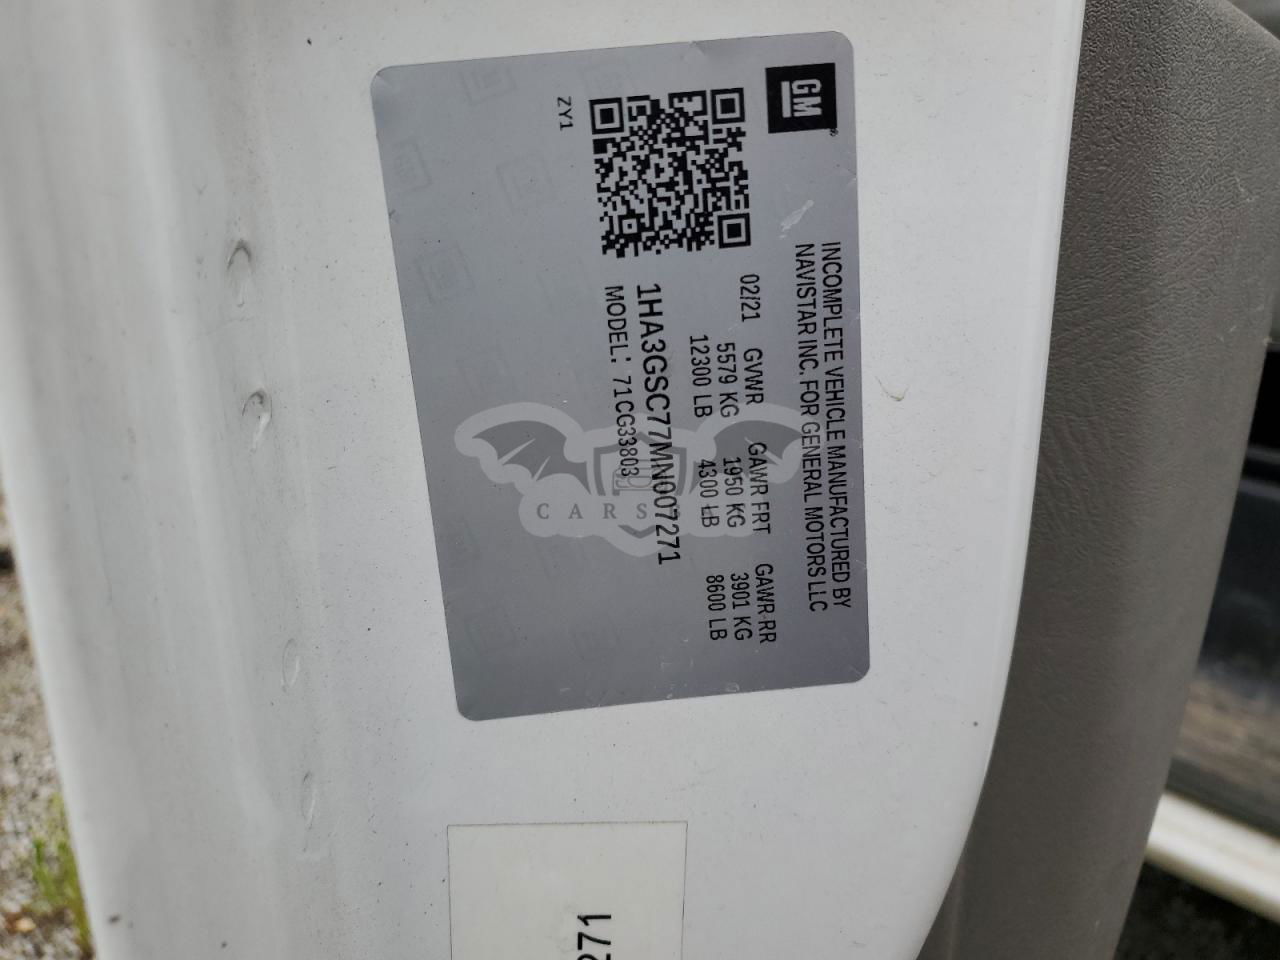 GM
INCOMPLETE VEHICLE MANUFACTURED BY
NAVISTAR INC. FOR GENERAL MOTORS LLC
02/21 GVWR GAWR FRT GAWR RR
5579 KG 1950 KG 3901 KG
12300 LB 4300 LB 8600 LB
1HA3GSC77MN007271
MODEL: 71CG33803
ZY1
CARS
271